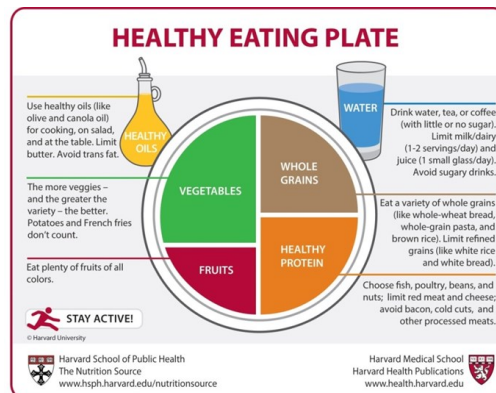 HEALTHY EATING PLATE
Use healthy oils (like
olive and canola oil)
for cooking, on salad,
and at the table. Limit
butter. Avoid trans fat.
HEALTHY
OILS
The more veggies –
and the greater the
variety – the better.
Potatoes and French fries
don't count.
Eat plenty of fruits of all
colors.
VEGETABLES
FRUITS
WHOLE
GRAINS
HEALTHY
PROTEIN
WATER
Drink water, tea, or coffee
(with little or no sugar).
Limit milk/dairy
(1-2 servings/day) and
juice (1 small glass/day).
Avoid sugary drinks.
Eat a variety of whole grains
(like whole-wheat bread,
whole-grain pasta, and
brown rice). Limit refined
grains (like white rice
and white bread).
Choose fish, poultry, beans, and
nuts; limit red meat and cheese;
avoid bacon, cold cuts, and
other processed meats.
STAY ACTIVE!
© Harvard University
Harvard School of Public Health
The Nutrition Source
www.hsph.harvard.edu/nutritionsource
Harvard Medical School
Harvard Health Publications
www.health.harvard.edu